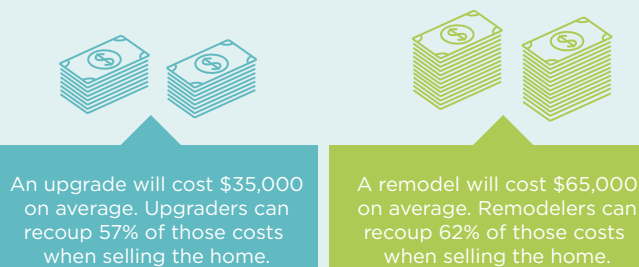 An upgrade will cost $35,000
on average. Upgraders can
recoup 57% of those costs
when selling the home.
A remodel will cost $65,000
on average. Remodelers can
recoup 62% of those costs
when selling the home.